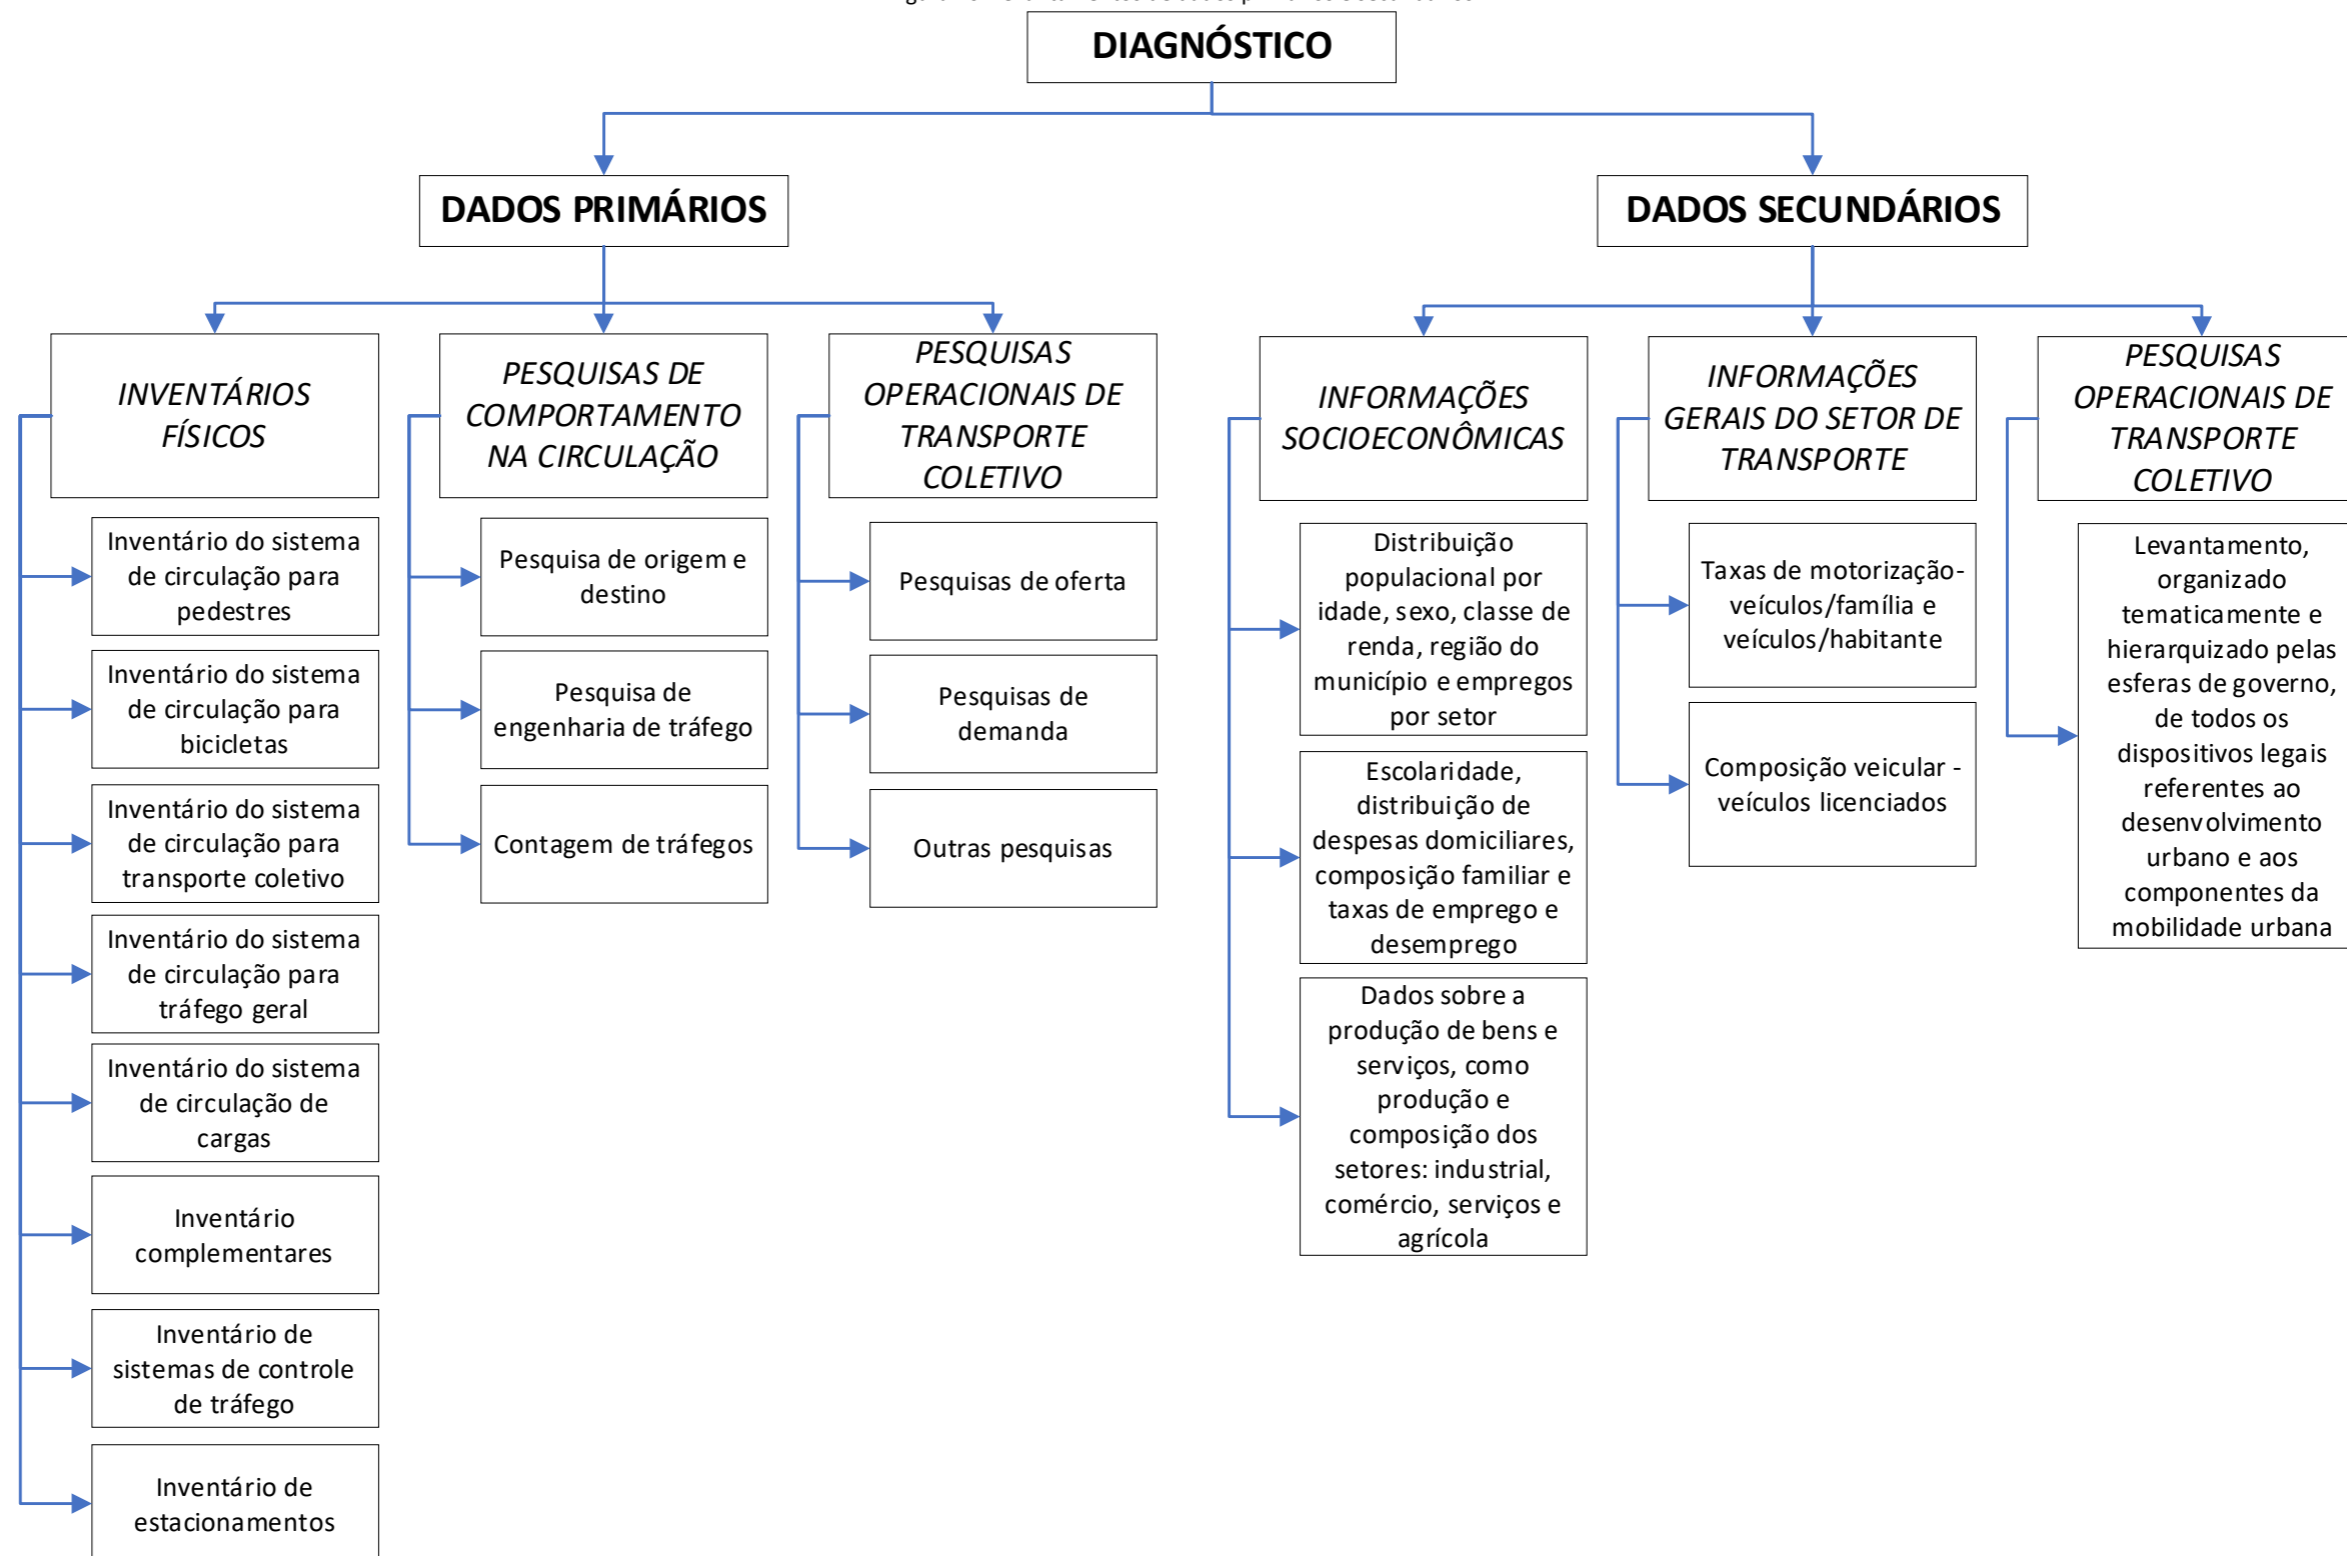 DIAGNÓSTICO
DADOS PRIMÁRIOS
DADOS SECUNDÁRIOS
INVENTÁRIOS
FÍSICOS
PESQUISAS DE
COMPORTAMENTO
NA CIRCULAÇÃO
PESQUISAS
OPERACIONAIS DE
TRANSPORTE
COLETIVO
INFORMAÇÕES
SOCIOECONÔMICAS
INFORMAÇÕES
GERAIS DO SETOR DE
TRANSPORTE
PESQUISAS
OPERACIONAIS DE
TRANSPORTE
COLETIVO
Inventário do sistema
de circulação para
pedestres
Inventário do sistema
de circulação para
bicicletas
Inventário do sistema
de circulação para
transporte coletivo
Inventário do sistema
de circulação para
tráfego geral
Inventário do sistema
de circulação de
cargas
Inventário
complementares
Inventário de
sistemas de controle
de tráfego
Inventário de
estacionamentos
Pesquisa de origem e
destino
Pesquisa de
engenharia de tráfego
Contagem de tráfegos
Pesquisas de oferta
Pesquisas de
demanda
Outras pesquisas
Distribuição
populacional por
idade, sexo, classe de
renda, região do
município e empregos
por setor
Escolaridade,
distribuição de
despesas domiciliares,
composição familiar e
taxas de emprego e
desemprego
Dados sobre a
produção de bens e
serviços, como
produção e
composição dos
setores: industrial,
comércio, serviços e
agrícola
Taxas de motorização-
veículos/família e
veículos/habitante
Composição veicular -
veículos licenciados
Levantamento,
organizado
tematicamente e
hierarquizado pelas
esferas de governo,
de todos os
dispositivos legais
referentes ao
desenvolvimento
urbano e aos
componentes da
mobilidade urbana